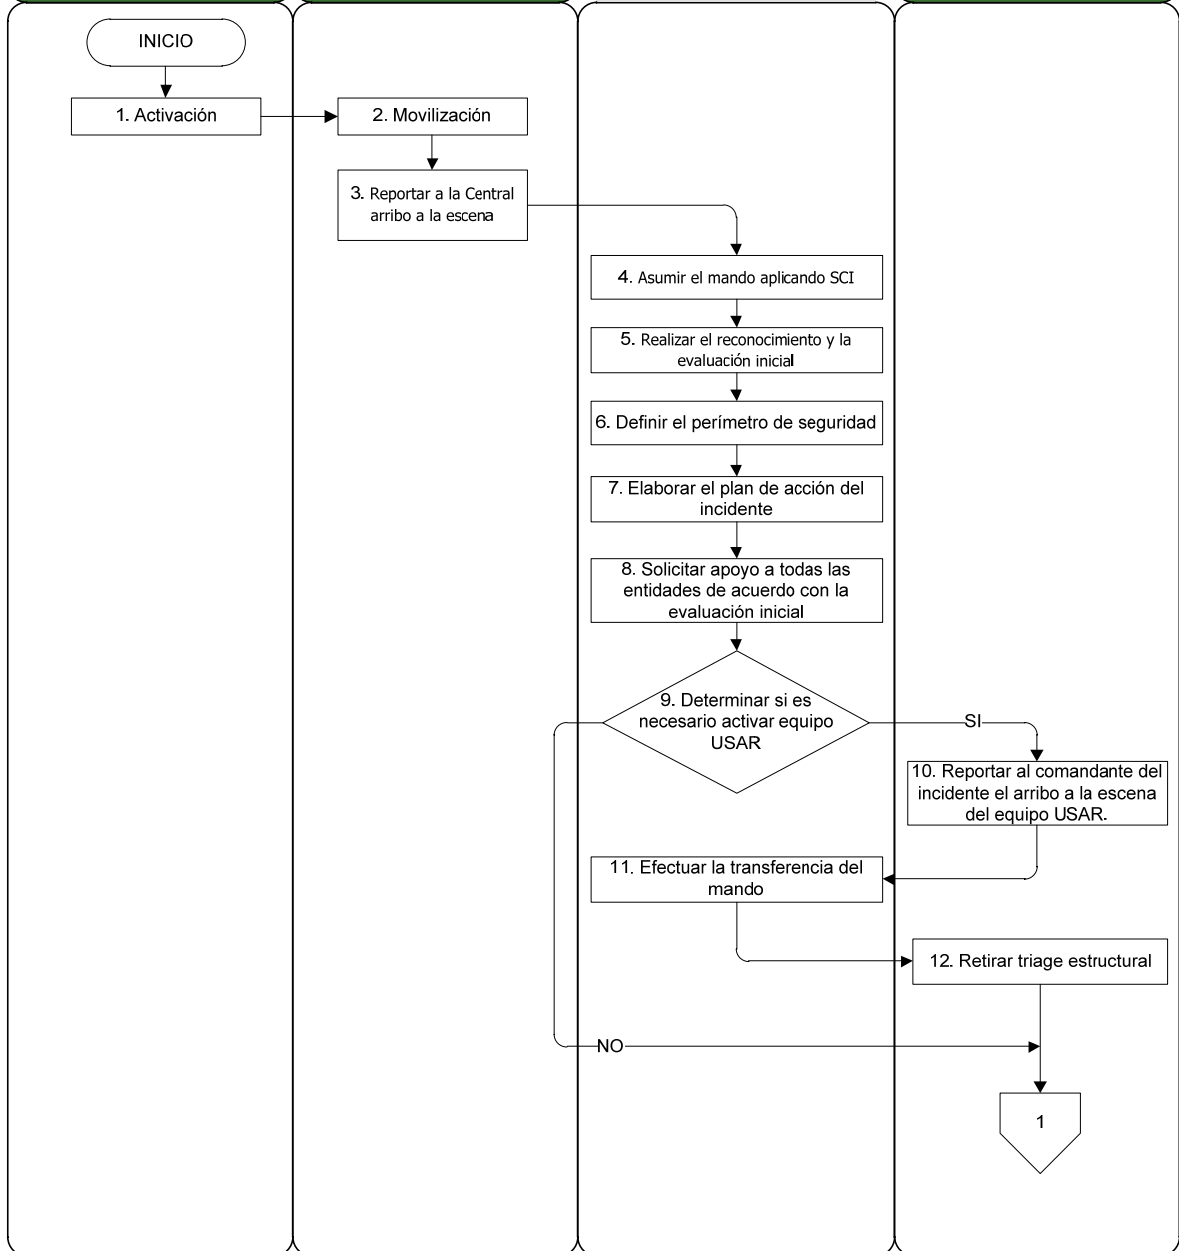 INICIO
1. Activación
2. Movilización
3. Reportar a la Central
arribo a la escena
4. Asumir el mando aplicando SCI
5. Realizar el reconocimiento y la
evaluación inicial
6. Definir el perímetro de seguridad
7. Elaborar el plan de acción del
incidente
8. Solicitar apoyo a todas las
entidades de acuerdo con la
evaluación inicial
9. Determinar si es
necesario activar equipo
USAR
SI
10. Reportar al comandante del
incidente el arribo a la escena
del equipo USAR.
11. Efectuar la transferencia del
mando
12. Retirar triage estructural
NO
1